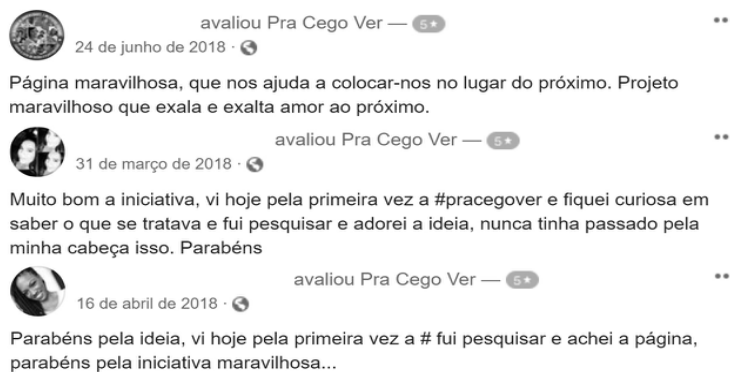 avaliou Pra Cego Ver — 5★
24 de junho de 2018 ·
Página maravilhosa, que nos ajuda a colocar-nos no lugar do próximo. Projeto
maravilhoso que exala e exalta amor ao próximo.
avaliou Pra Cego Ver — 5★
31 de março de 2018 ·
Muito bom a iniciativa, vi hoje pela primeira vez a #pracegover e fiquei curiosa em
saber o que se tratava e fui pesquisar e adorei a ideia, nunca tinha passado pela
minha cabeça isso. Parabéns
avaliou Pra Cego Ver — 5★
16 de abril de 2018 ·
Parabéns pela ideia, vi hoje pela primeira vez a # fui pesquisar e achei a página,
parabéns pela iniciativa maravilhosa...